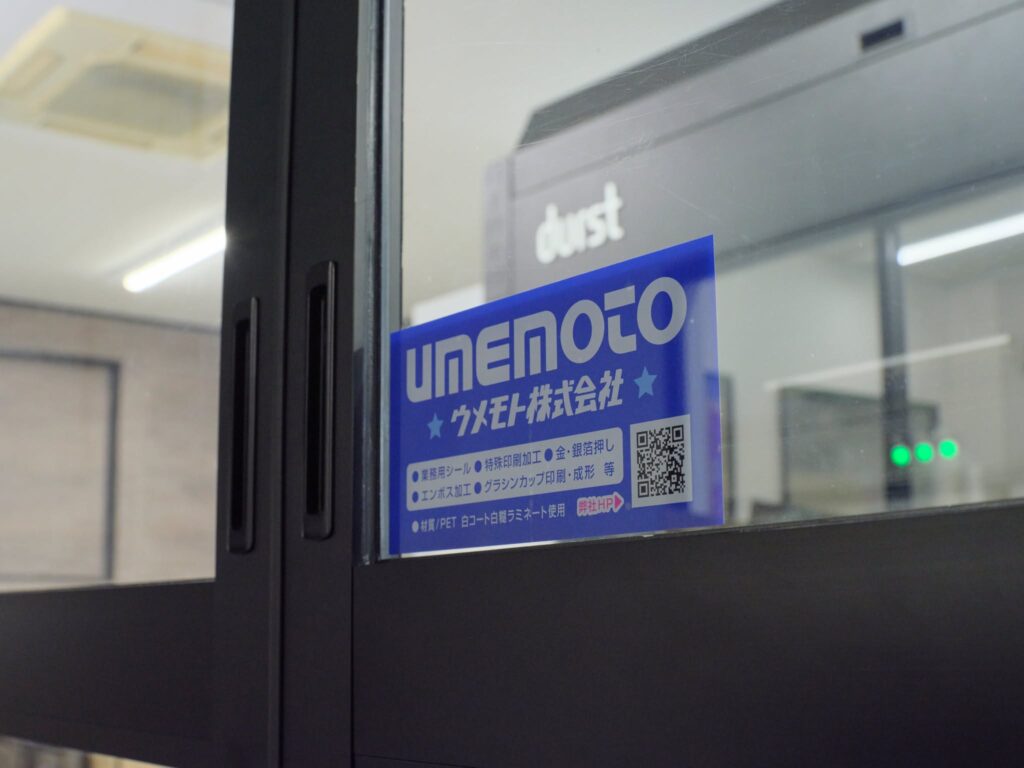 durst
umemoto
ウメモト株式会社
●業務用シール ●特殊印刷加工 ●金・銀箔押し
●エンボス加工 ●グラシンカップ印刷・成形 等
●材質/PET 白コート白糊ラミネート使用
弊社HP